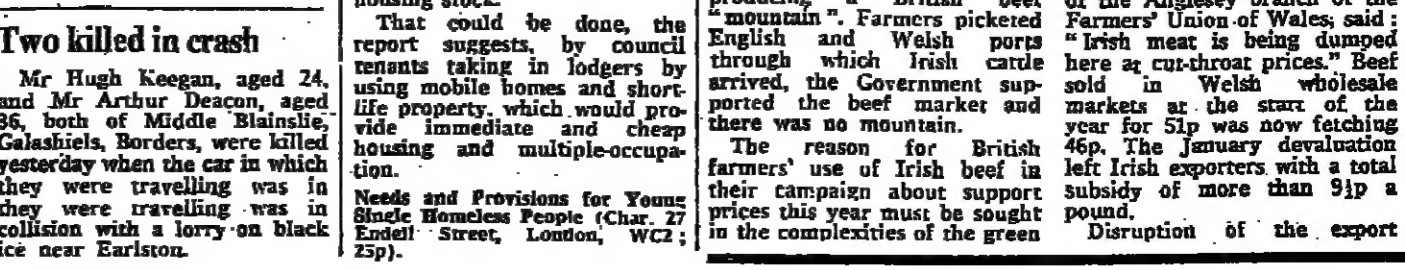 Two killed in crash
Mr Hugh Keegan, aged 24,
and Mr Arthur Deacon, aged
36, both of Middle Blainslie,
Galashiels, Borders, were killed
yesterday when the car in which
they were travelling was in
they were travelling was in
collision with a lorry on black
ice near Earlston.
housing stock.
That could be done, the
report suggests, by council
tenants taking in lodgers by
using mobile homes and short-
life property, which would pro-
vide immediate and cheap
housing and multiple-occupa-
tion.
Needs and Provisions for Young
Single Homeless People (Char. 27
Endell Street, London, WC2;
25p).
producing a British beef
"mountain". Farmers picketed
English and Welsh ports
through which Irish cattle
arrived, the Government sup-
ported the beef market and
there was no mountain.
The reason for British
farmers' use of Irish beef in
their campaign about support
prices this year must be sought
in the complexities of the green
of the Anglesey branch of the
Farmers' Union of Wales, said:
"Irish meat is being dumped
here at cut-throat prices." Beef
sold in Welsh wholesale
markets at the start of the
year for 51p was now fetching
46p. The January devaluation
left Irish exporters with a total
subsidy of more than 9½p a
pound.
Disruption of the export